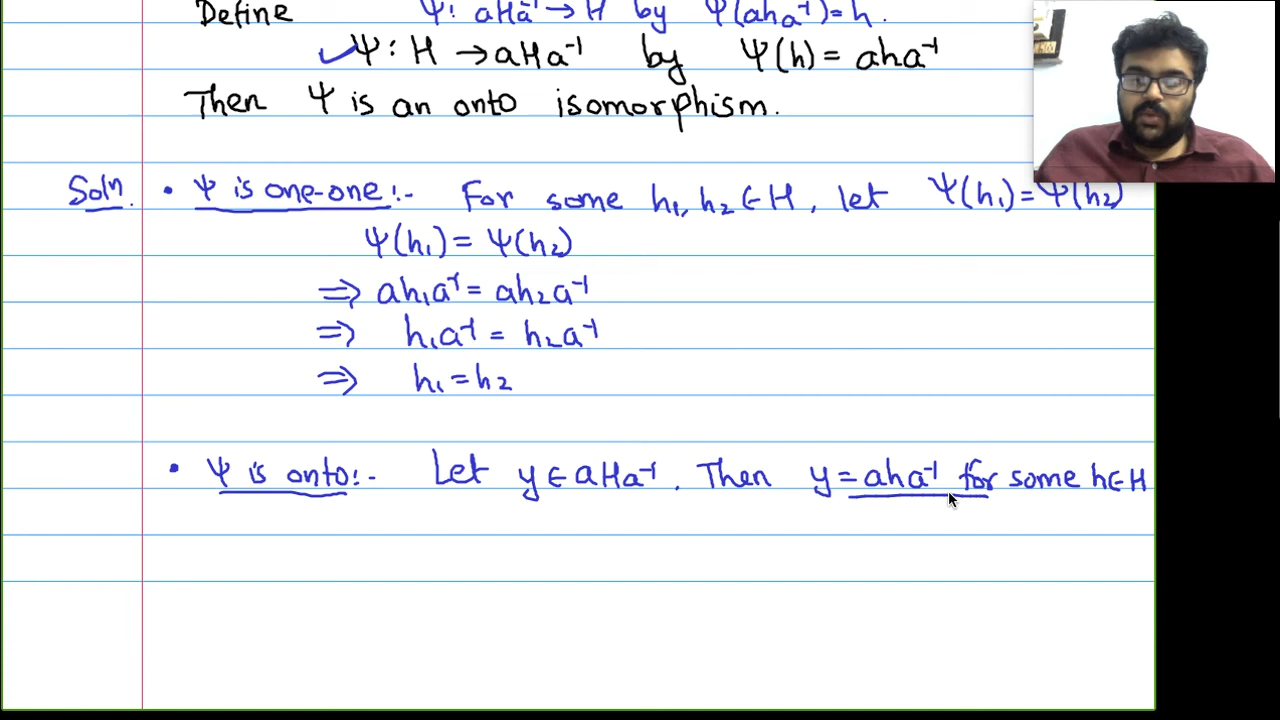 Define Ψ: aHa⁻¹ → H by Ψ(aha⁻¹)=h.
Ψ: H → aHa⁻¹ by Ψ(h) = aha⁻¹
Then Ψ is an onto isomorphism.
Soln. • Ψ is one-one:- For some h₁, h₂ ∈ H, let Ψ(h₁)=Ψ(h₂)
Ψ(h₁) = Ψ(h₂)
⇒ ah₁a⁻¹ = ah₂a⁻¹
⇒ h₁a⁻¹ = h₂a⁻¹
⇒ h₁ = h₂
• Ψ is onto:- Let y ∈ aHa⁻¹. Then y = aha⁻¹ for some h∈H